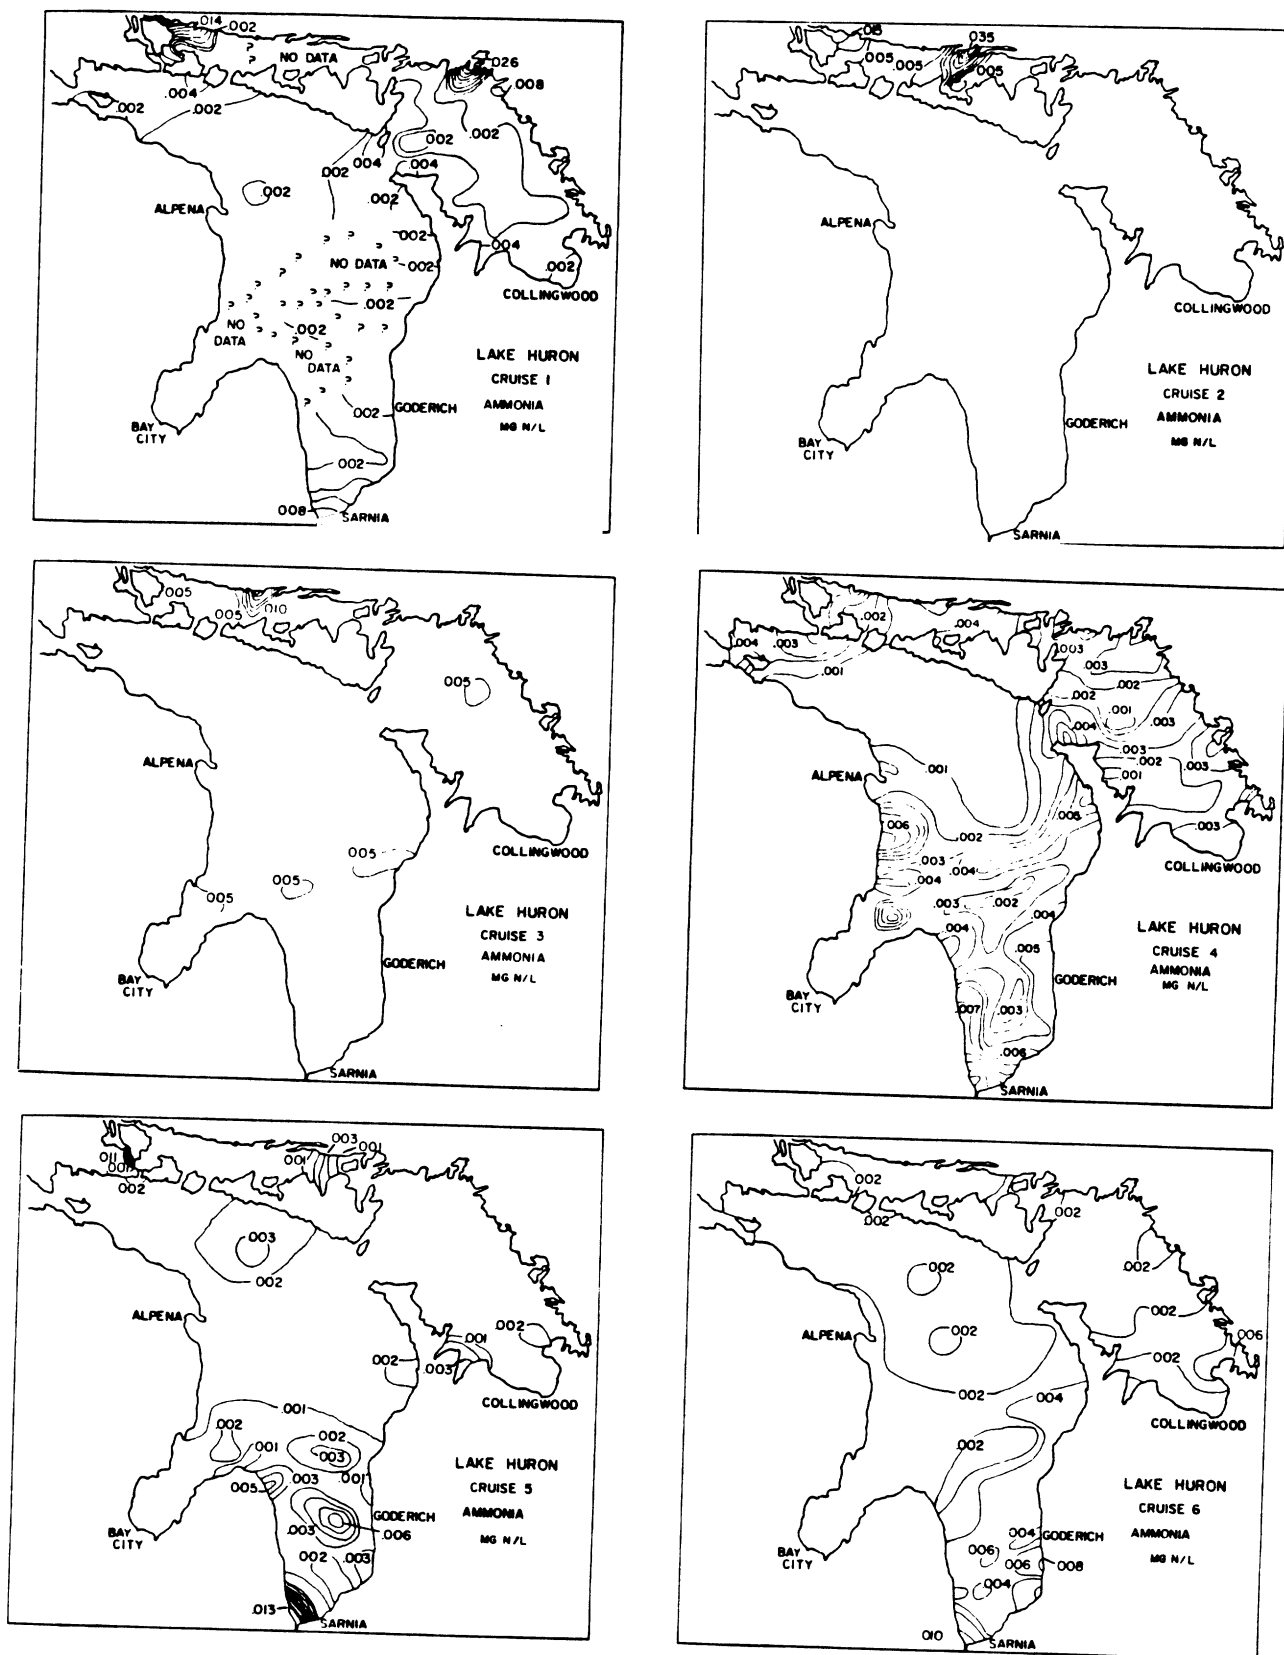 .014 .002
?
?
NO DATA
.026
.008
.004
.002
.002
.002
.002
.004
.004
.002
.002
.002
ALPENA
.002
.004
NO DATA
.002
.002
COLLINGWOOD
.002
NO
DATA
.002
NO
DATA
LAKE HURON
CRUISE 1
AMMONIA
MG N/L
.002
GODERICH
BAY
CITY
.002
.008
SARNIA
.015
.035
.005
.005
.005
ALPENA
COLLINGWOOD
LAKE HURON
CRUISE 2
AMMONIA
MG N/L
GODERICH
BAY
CITY
SARNIA
.005
.005
.010
.005
ALPENA
.005
COLLINGWOOD
.005
.005
LAKE HURON
CRUISE 3
AMMONIA
MG N/L
GODERICH
BAY
CITY
SARNIA
.002
.004
.004
.003
.003
.003
.001
.002
.002
.001
.004
.003
.003
.002
.003
.001
ALPENA
.001
.005
.006
.002
.003
COLLINGWOOD
.003
.004
.004
.003
.002
.004
.004
.005
LAKE HURON
CRUISE 4
AMMONIA
MG N/L
GODERICH
BAY
CITY
.007
.003
.006
SARNIA
.003
.001
.011
.001
.001
.002
.003
.002
ALPENA
.002
.001
.002
.003
COLLINGWOOD
.001
.002
.002
.001
.003
.005
.003
.001
LAKE HURON
CRUISE 5
AMMONIA
MG N/L
GODERICH
.003
.006
BAY
CITY
.002
.003
.013
SARNIA
.002
.002
.002
.002
.002
.002
ALPENA
.002
.006
.002
.002
.004
COLLINGWOOD
.002
LAKE HURON
CRUISE 6
AMMONIA
MG N/L
.004
GODERICH
.006
.006
.008
BAY
CITY
.004
.010
SARNIA